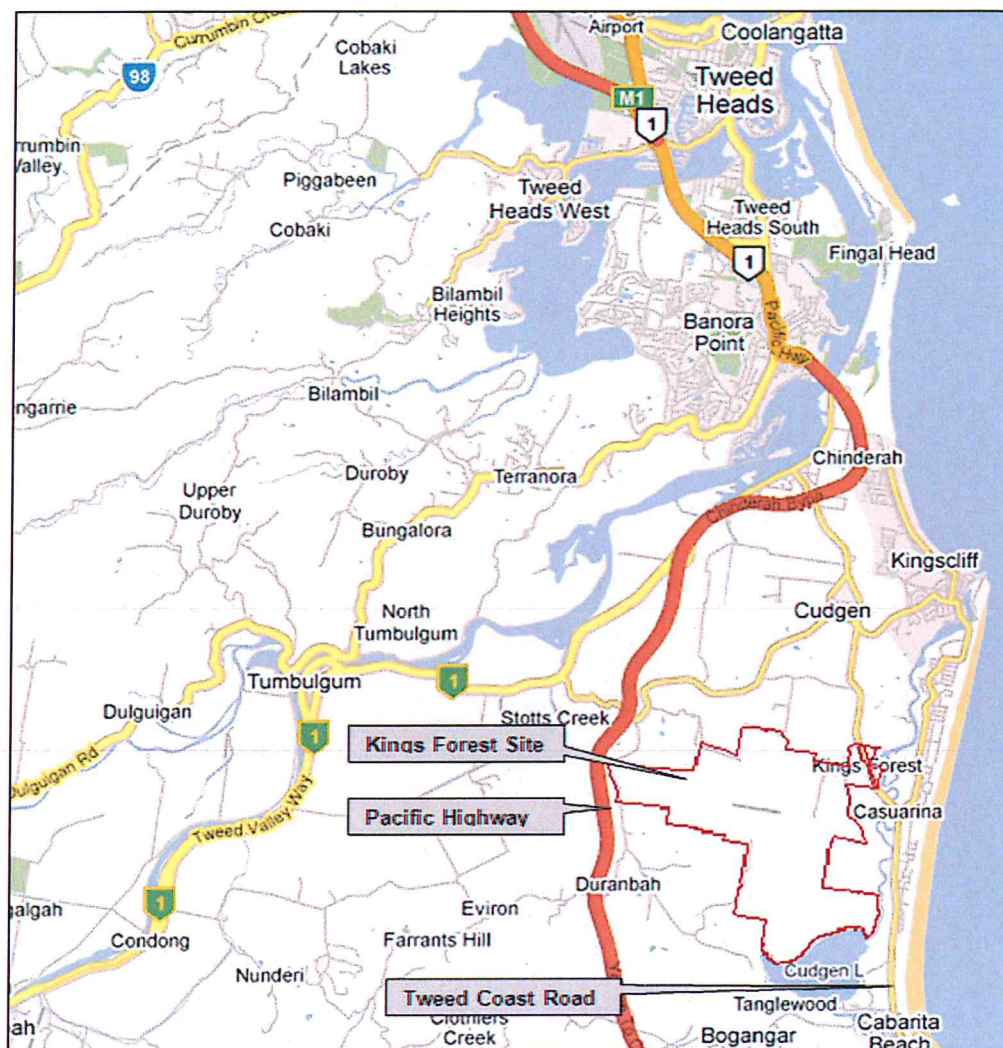 Airport
Coolangatta
Currumbin Cree
Cobaki
Lakes
98
Tweed
Heads
M1
1
rrumbin
Valley
Piggabeen
Tweed
Heads West
Cobaki
Tweed
Heads South
Fingal Head
1
Bilambil
Heights
Banora
Point
Pacific Hwy
ngarrie
Bilambil
Chinderah
Duroby
Terranora
Upper
Duroby
Chinderah Bypa
Bungalora
Kingscliff
North
Tumbulgum
Cudgen
Tumbulgum
1
Dulguigan
Stotts Creek
1
Kings Forest Site
Kings Forest
Dulguigan Rd
Pacific Highway
Casuarina
Tweed Valley Way
Duranbah
1
galgah
Eviron
Condong
Farrants Hill
Nunderi
Cudgen L
Tweed Coast Road
Tanglewood
ah
Clothiers
Creek
Bogangar
Cabarita
Beach